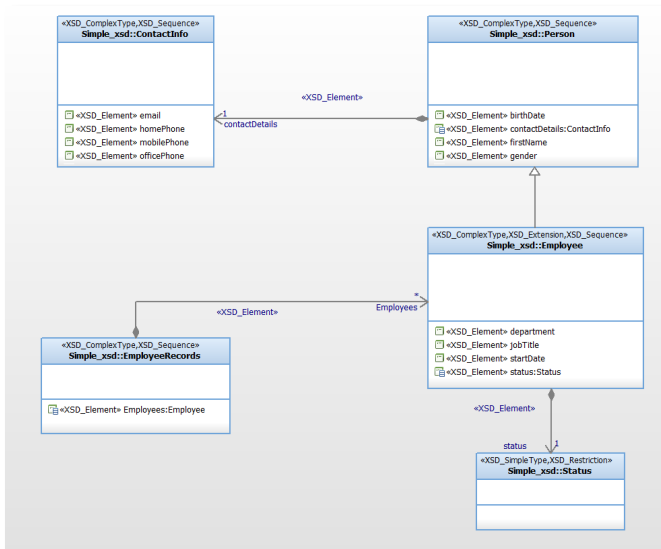 «XSD_ComplexType,XSD_Sequence»
Simple_xsd::ContactInfo
«XSD_Element» email
«XSD_Element» homePhone
«XSD_Element» mobilePhone
«XSD_Element» officePhone
«XSD_Element»
1
contactDetails
«XSD_ComplexType,XSD_Sequence»
Simple_xsd::Person
«XSD_Element» birthDate
«XSD_Element» contactDetails:ContactInfo
«XSD_Element» firstName
«XSD_Element» gender
«XSD_ComplexType,XSD_Extension,XSD_Sequence»
Simple_xsd::Employee
«XSD_Element» department
«XSD_Element» jobTitle
«XSD_Element» startDate
«XSD_Element» status:Status
*
Employees
«XSD_Element»
«XSD_ComplexType,XSD_Sequence»
Simple_xsd::EmployeeRecords
«XSD_Element» Employees:Employee
«XSD_Element»
status
1
«XSD_SimpleType,XSD_Restriction»
Simple_xsd::Status